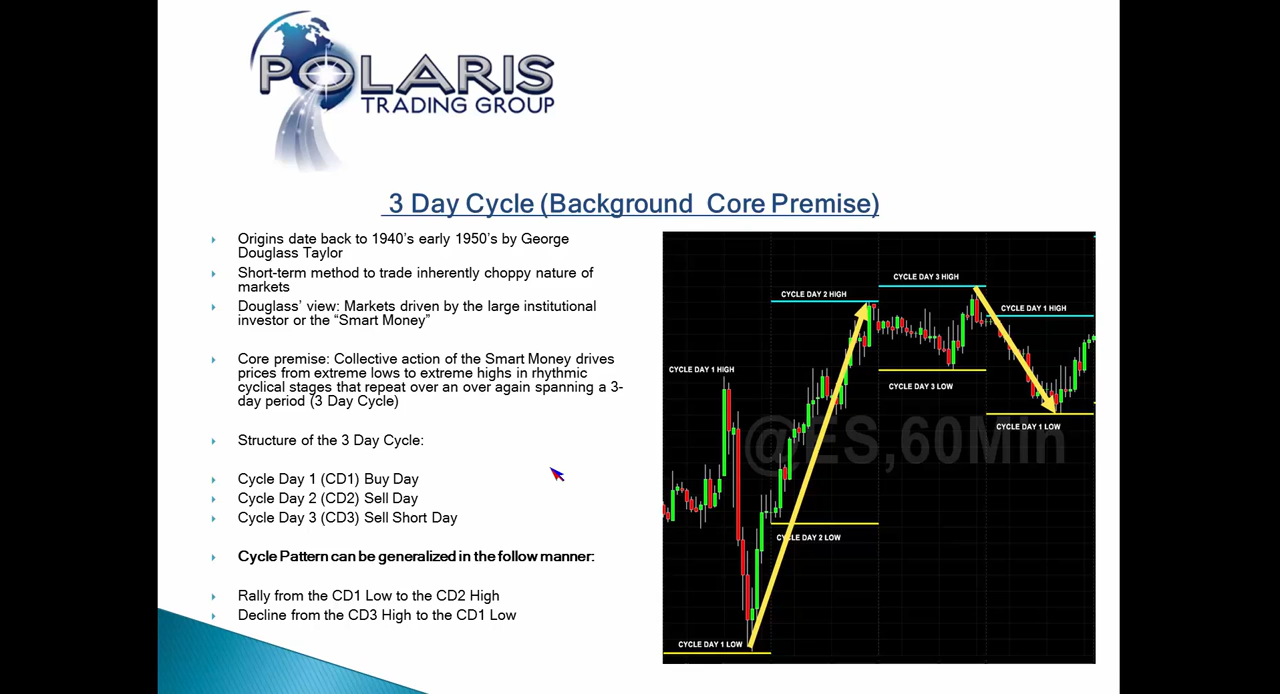 POLARIS
TRADING GROUP
3 Day Cycle (Background Core Premise)
Origins date back to 1940's early 1950's by George
Douglass Taylor
Short-term method to trade inherently choppy nature of
markets
Douglass' view: Markets driven by the large institutional
investor or the “Smart Money”
Core premise: Collective action of the Smart Money drives
prices from extreme lows to extreme highs in rhythmic
cyclical stages that repeat over an over again spanning a 3-
day period (3 Day Cycle)
Structure of the 3 Day Cycle:
Cycle Day 1 (CD1) Buy Day
Cycle Day 2 (CD2) Sell Day
Cycle Day 3 (CD3) Sell Short Day
Cycle Pattern can be generalized in the follow manner:
Rally from the CD1 Low to the CD2 High
Decline from the CD3 High to the CD1 Low
CYCLE DAY 3 HIGH
CYCLE DAY 2 HIGH
CYCLE DAY 1 HIGH
CYCLE DAY 1 HIGH
CYCLE DAY 3 LOW
CYCLE DAY 1 LOW
@ES,60Min
CYCLE DAY 2 LOW
CYCLE DAY 1 LOW